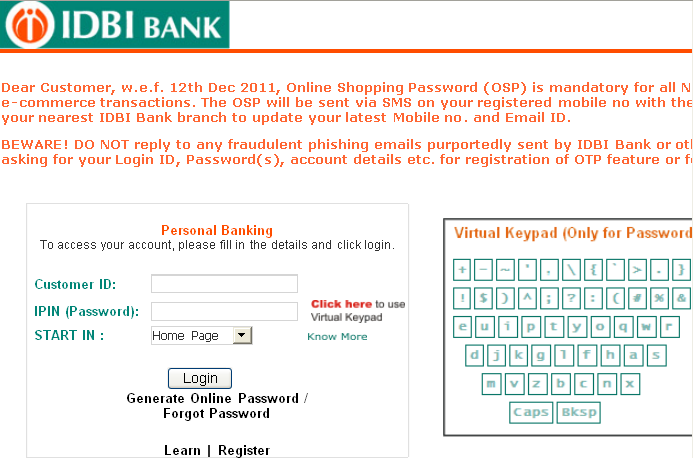 IDBI BANK
Dear Customer, w.e.f. 12th Dec 2011, Online Shopping Password (OSP) is mandatory for all N
e-commerce transactions. The OSP will be sent via SMS on your registered mobile no with the
your nearest IDBI Bank branch to update your latest Mobile no. and Email ID.
BEWARE! DO NOT reply to any fraudulent phishing emails purportedly sent by IDBI Bank or ot
asking for your Login ID, Password(s), account details etc. for registration of OTP feature or f
Personal Banking
To access your account, please fill in the details and click login.
Customer ID:
IPIN (Password):
Click here to use
Virtual Keypad
START IN :
Home Page
Know More
Login
Generate Online Password /
Forgot Password
Learn | Register
Virtual Keypad (Only for Password
+ - ~ ' , \ { ` > . }
! $ ) ^ ; ? : ( # % &
e u i p t y o q w r
d j k g l f h a s
m v z b c n x
Caps Bksp